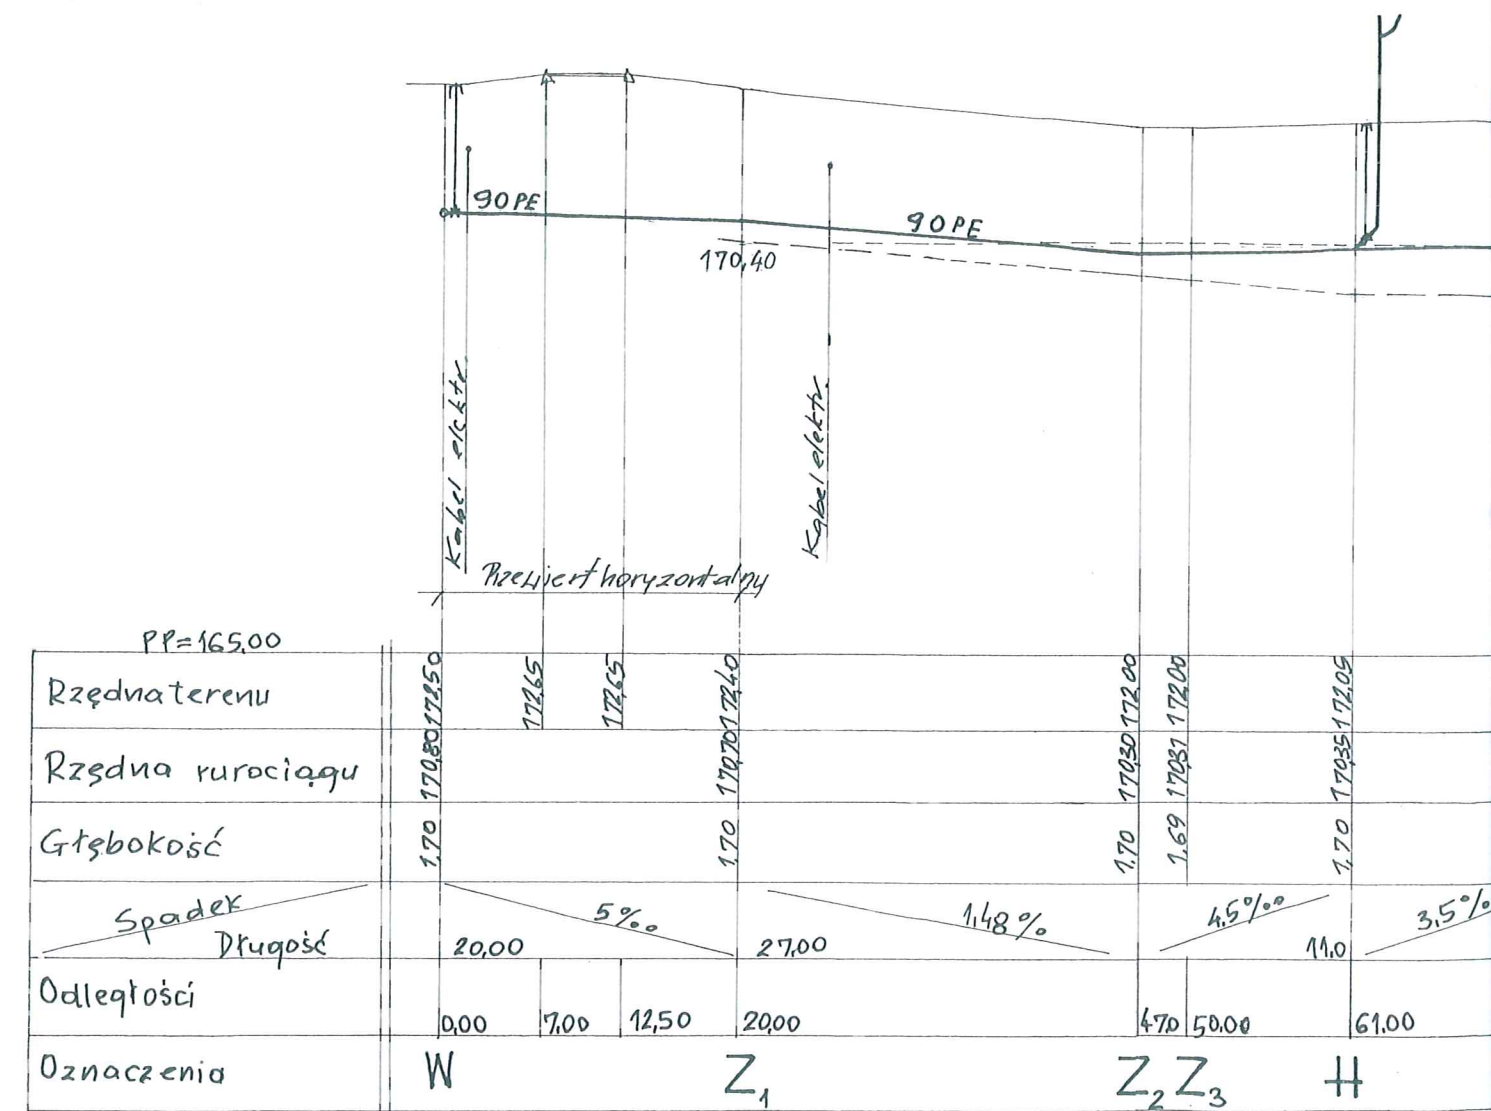 90 PE
90 PE
170,40
Kabel elektr
Kabel elektr.
Przewiert horyzontalny
PP=165,00
Rzędna terenu 172,50 172,65 172,65 172,40 172,00 172,00 172,05
Rzędna rurociągu 170,80 170,70 170,30 170,31 170,35
Głębokość 1,70 1,70 1,70 1,69 1,70
Spadek 5‰ 1,48% 4,5‰ 3,5%
Długość 20,00 27,00 11,0
Odległości 0,00 7,00 12,50 20,00 47,0 50,00 61,00
Oznaczenia W Z1 Z2 Z3 H